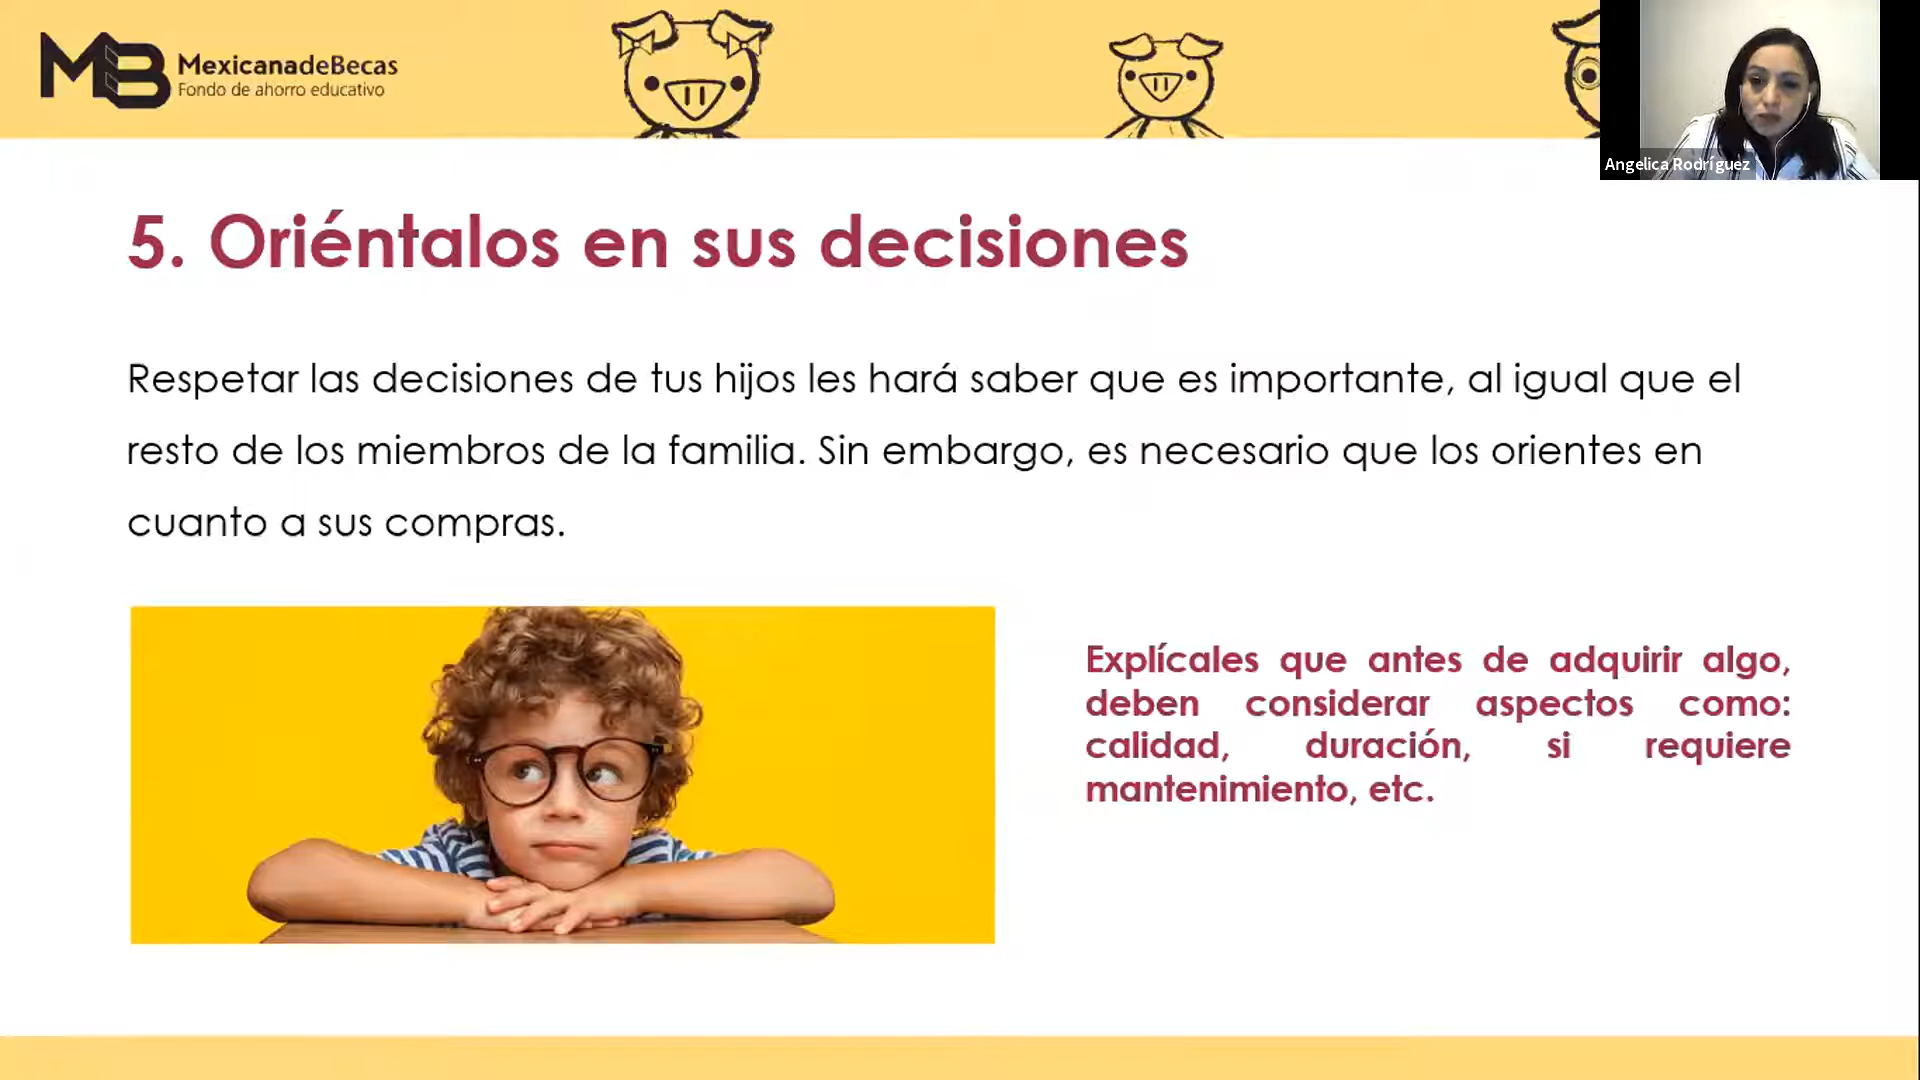 MB MexicanadeBecas
Fondo de ahorro educativo
Angelica Rodríguez
5. Oriéntalos en sus decisiones
Respetar las decisiones de tus hijos les hará saber que es importante, al igual que el
resto de los miembros de la familia. Sin embargo, es necesario que los orientes en
cuanto a sus compras.
Explícales que antes de adquirir algo,
deben considerar aspectos como:
calidad, duración, si requiere
mantenimiento, etc.